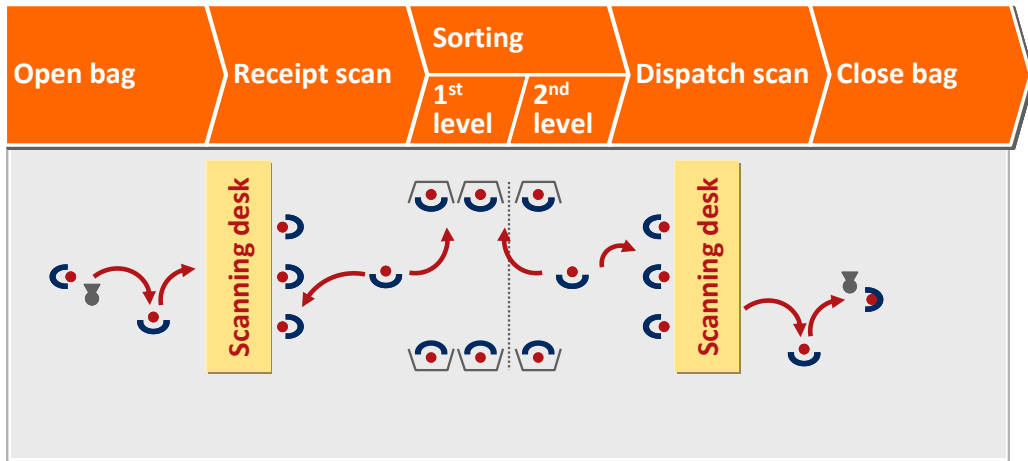 Open bag
Receipt scan
Sorting
1st level
2nd level
Dispatch scan
Close bag
Scanning desk
Scanning desk